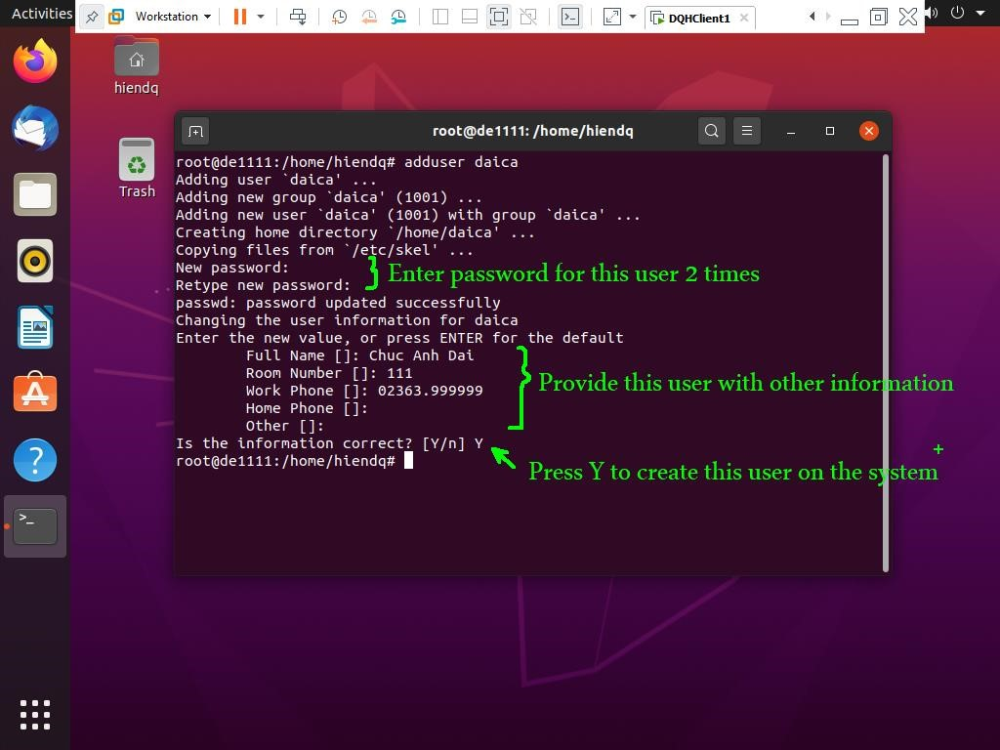 Activities
Workstation
DQHClient1
hiendq
Trash
root@de1111: /home/hiendq
root@de1111:/home/hiendq# adduser daica
Adding user `daica' ...
Adding new group `daica' (1001) ...
Adding new user `daica' (1001) with group `daica' ...
Creating home directory `/home/daica' ...
Copying files from `/etc/skel' ...
New password:
Retype new password:
Enter password for this user 2 times
passwd: password updated successfully
Changing the user information for daica
Enter the new value, or press ENTER for the default
Full Name []: Chuc Anh Dai
Room Number []: 111
Work Phone []: 02363.999999
Home Phone []:
Other []:
Provide this user with other information
Is the information correct? [Y/n] Y
root@de1111:/home/hiendq#
Press Y to create this user on the system